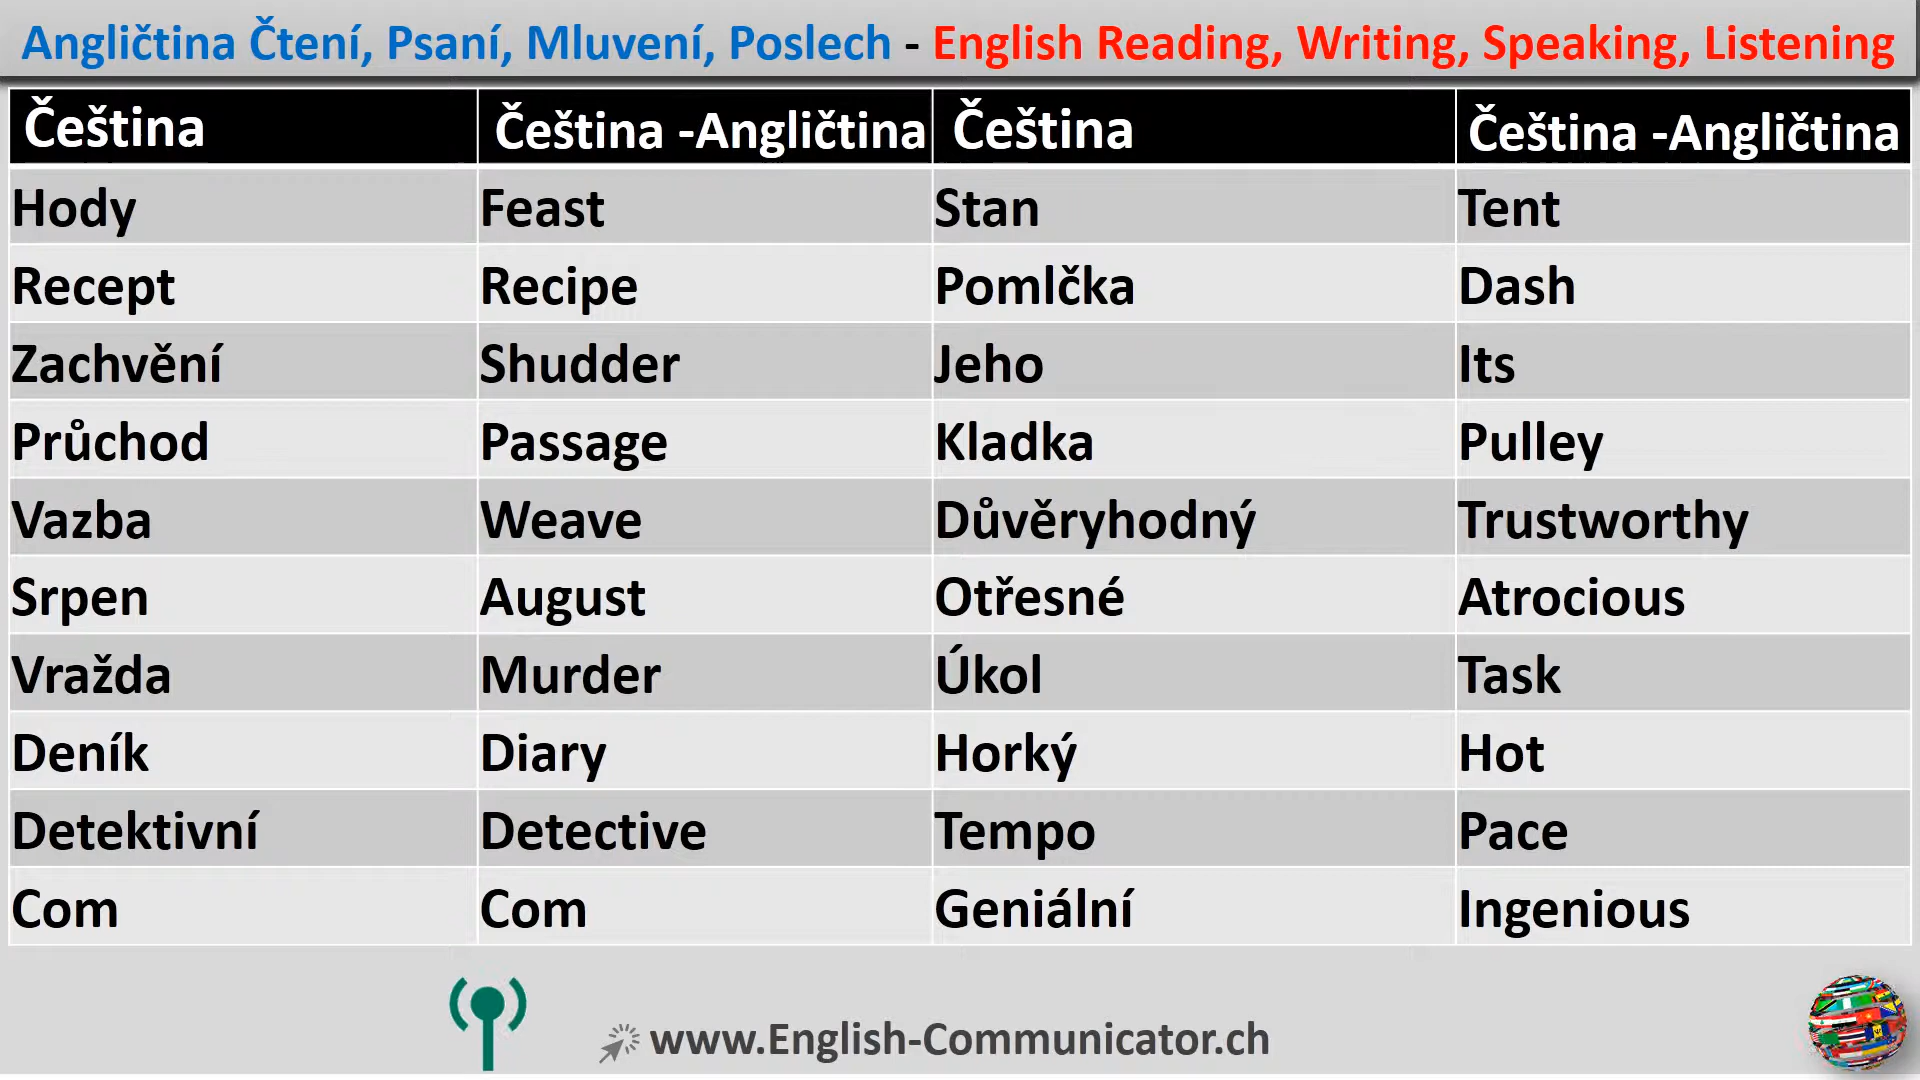 Angličtina Čtení, Psaní, Mluvení, Poslech - English Reading, Writing, Speaking, Listening
Čeština Čeština -Angličtina Čeština Čeština -Angličtina
Hody Feast Stan Tent
Recept Recipe Pomlčka Dash
Zachvění Shudder Jeho Its
Průchod Passage Kladka Pulley
Vazba Weave Důvěryhodný Trustworthy
Srpen August Otřesné Atrocious
Vražda Murder Úkol Task
Deník Diary Horký Hot
Detektivní Detective Tempo Pace
Com Com Geniální Ingenious
www.English-Communicator.ch